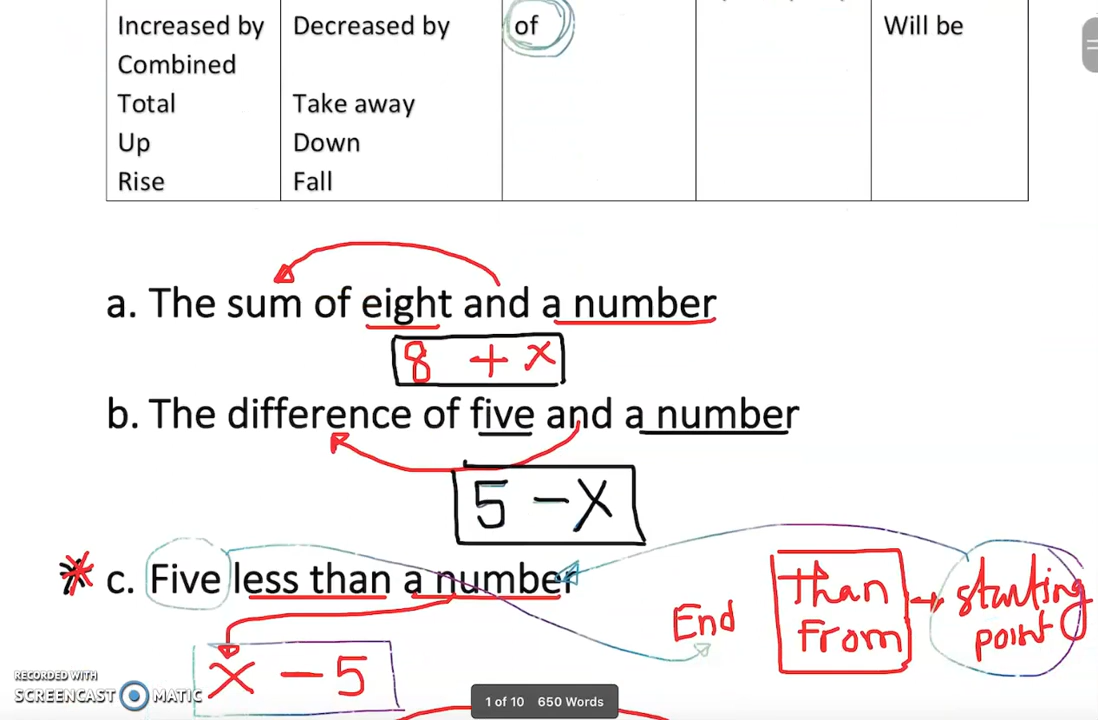 Increased by Decreased by of Will be
Combined
Total Take away
Up Down
Rise Fall
a. The sum of eight and a number
8 + x
b. The difference of five and a number
5 - x
* c. Five less than a number
End
than
From
starting
point
x - 5
RECORDED WITH
SCREENCAST MATIC
1 of 10 650 Words